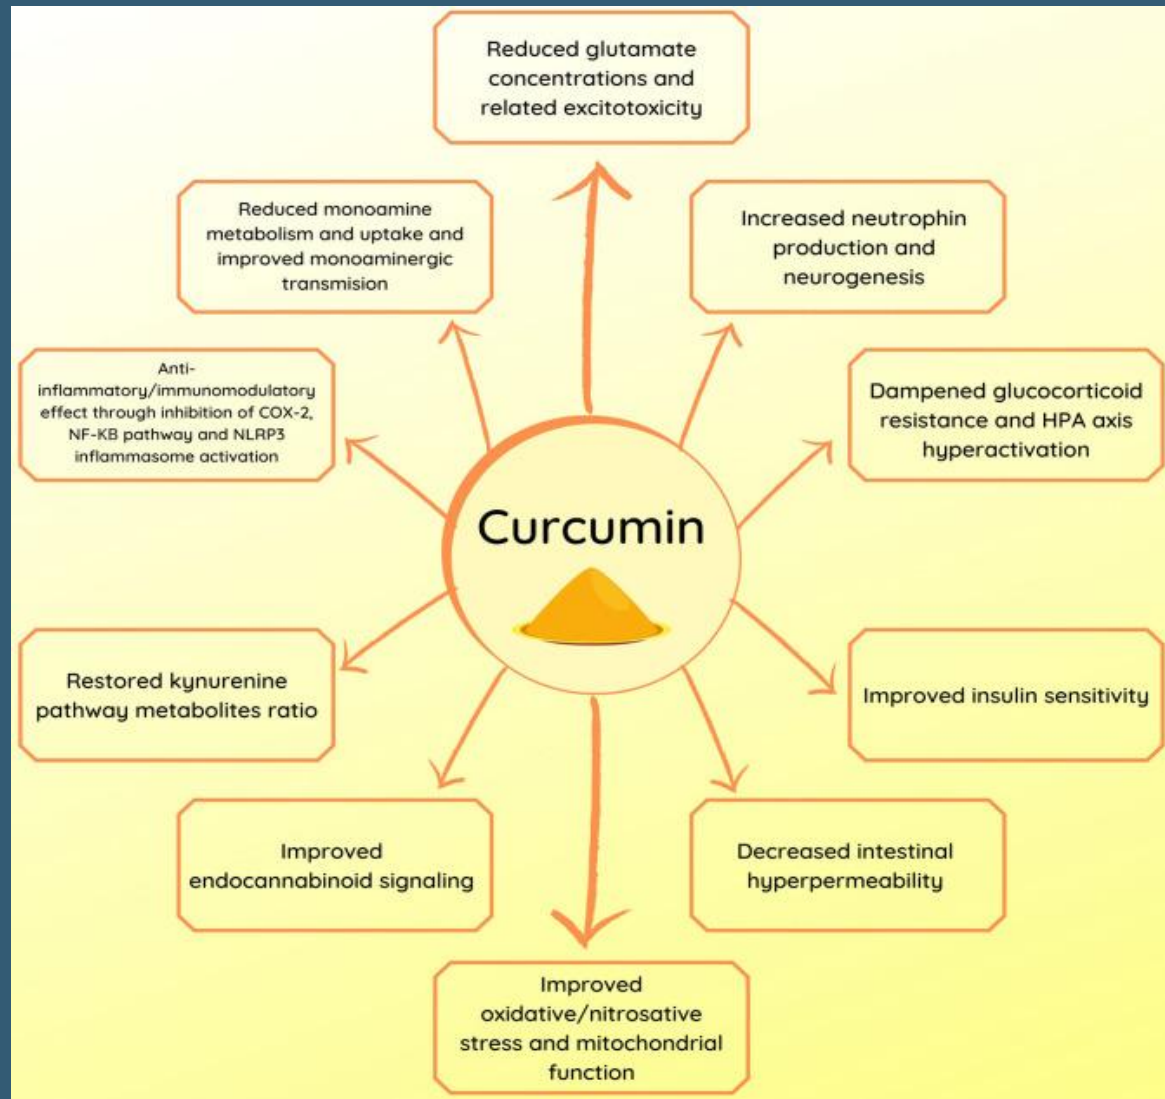 Reduced glutamate
concentrations and
related excitotoxicity
Reduced monoamine
metabolism and uptake and
improved monoaminergic
transmision
Increased neutrophin
production and
neurogenesis
Anti-
inflammatory/immunomodulatory
effect through inhibition of COX-2,
NF-KB pathway and NLRP3
inflammasome activation
Dampened glucocorticoid
resistance and HPA axis
hyperactivation
Curcumin
Restored kynurenine
pathway metabolites ratio
Improved insulin sensitivity
Improved
endocannabinoid signaling
Decreased intestinal
hyperpermeability
Improved
oxidative/nitrosative
stress and mitochondrial
function